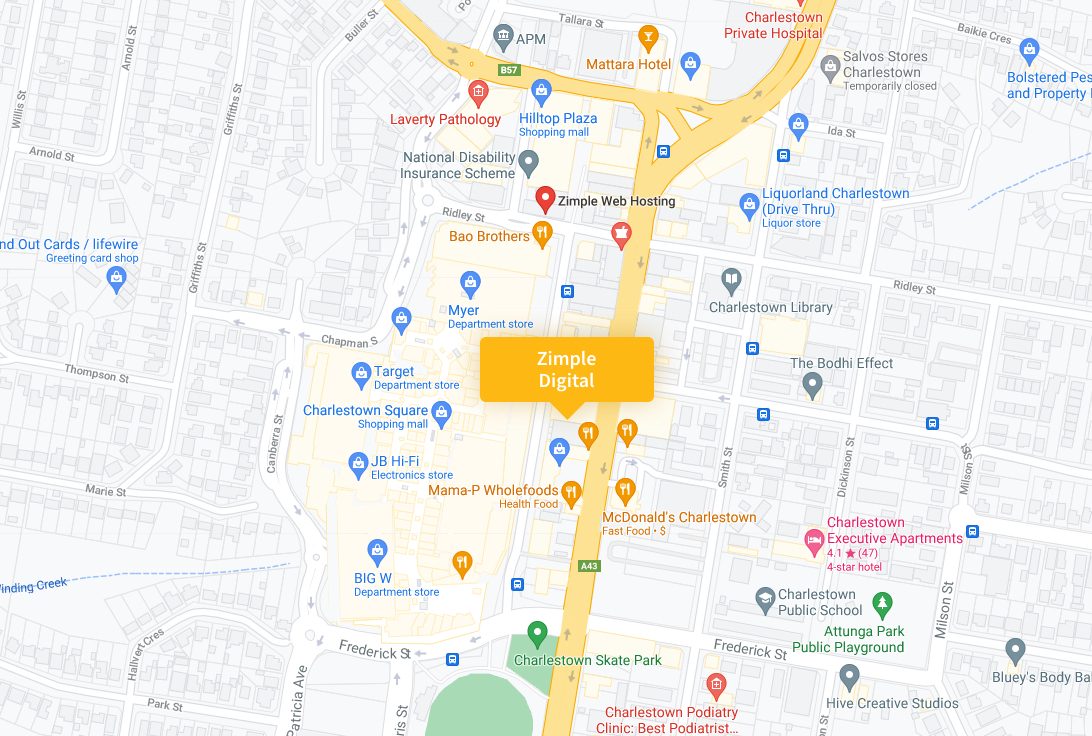 Tallara St
Buller St
Arnold St
Charlestown
Private Hospital
Baikie Cres
APM
Mattara Hotel
B57
Salvos Stores
Charlestown
Temporarily closed
Bolstered Pes
and Property
Willis St
Griffiths St
Laverty Pathology
Hilltop Plaza
Shopping mall
Ida St
Arnold St
National Disability
Insurance Scheme
Zimple Web Hosting
Liquorland Charlestown
(Drive Thru)
Liquor store
Ridley St
Bao Brothers
nd Out Cards / lifewire
Greeting card shop
Griffiths St
Ridley St
Charlestown Library
Myer
Department store
Chapman S
Zimple
Digital
The Bodhi Effect
Thompson St
Target
Department store
Charlestown Square
Shopping mall
Canberra St
JB Hi-Fi
Electronics store
Smith St
Dickinson St
Milson St
Marie St
Mama-P Wholefoods
Health Food
McDonald's Charlestown
Fast Food • $
Charlestown
Executive Apartments
4.1 ★ (47)
4-star hotel
A43
BIG W
Department store
inding Creek
Charlestown
Public School
Milson St
Attunga Park
Public Playground
Hallvert Cres
Frederick St
Charlestown Skate Park
Frederick St
Bluey's Body Ba
Patricia Ave
Park St
ris St
Charlestown Podiatry
Clinic: Best Podiatrist...
Hive Creative Studios
on St